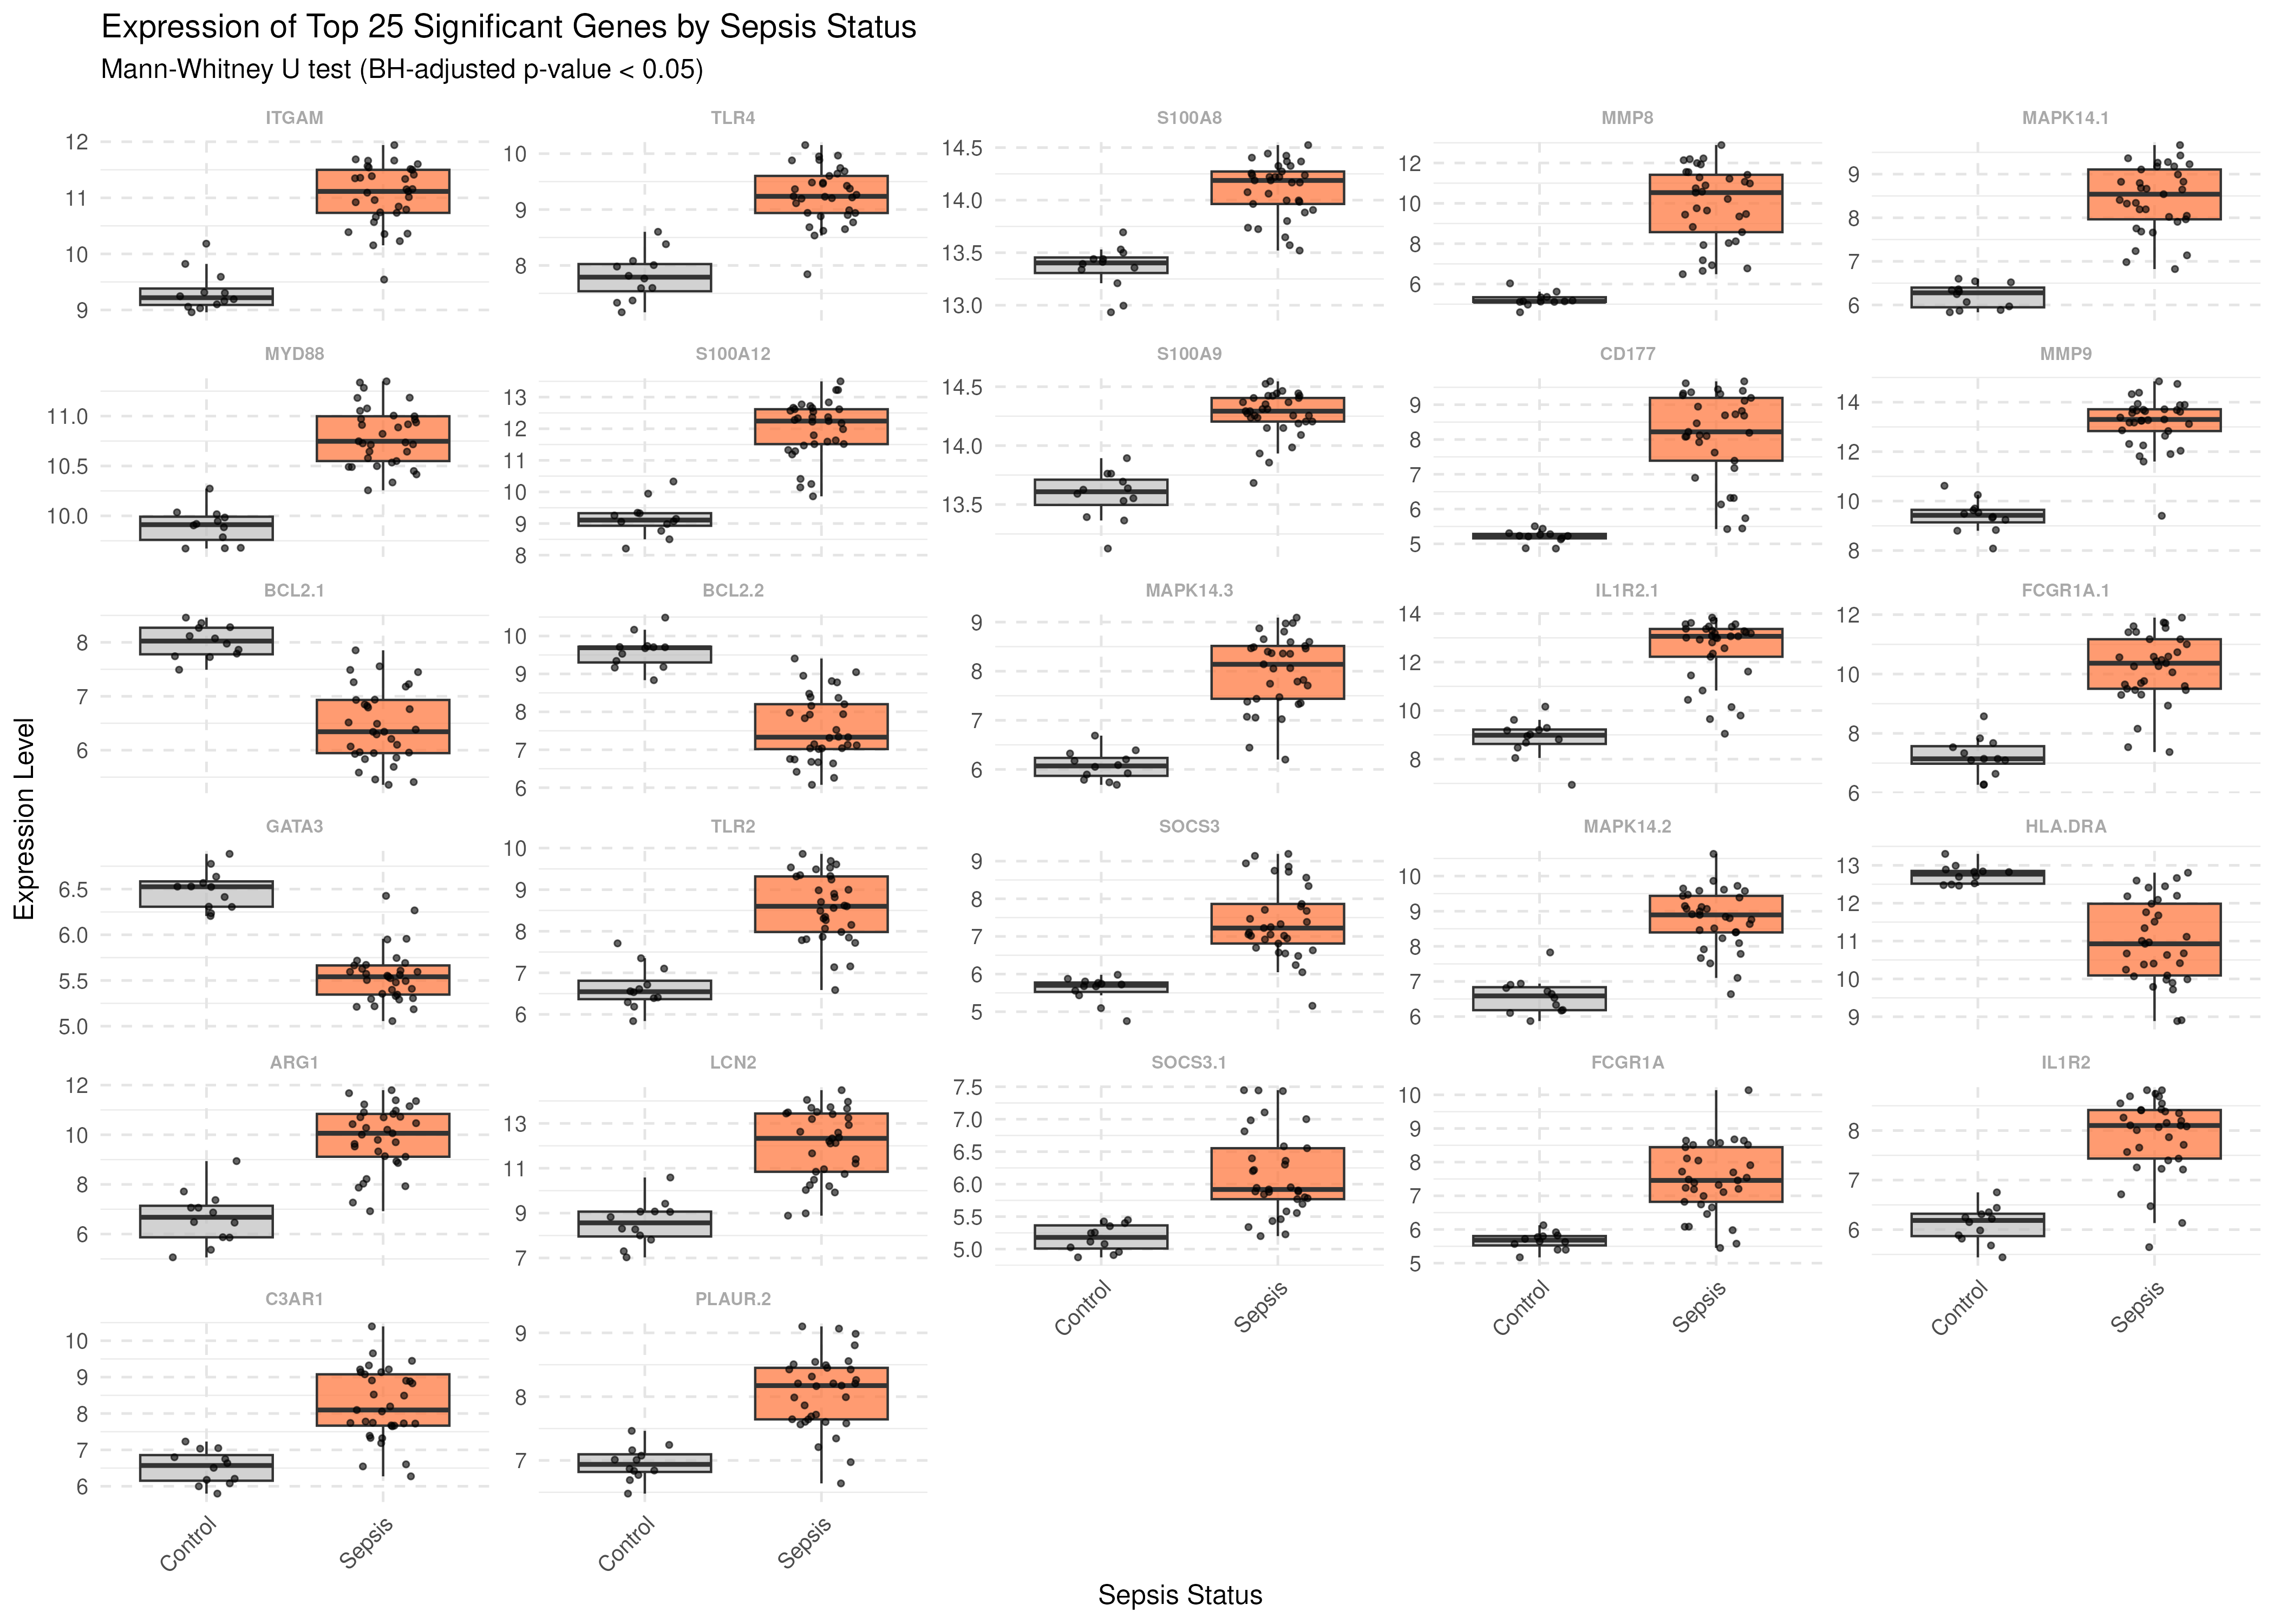 Expression of Top 25 Significant Genes by Sepsis Status
Mann-Whitney U test (BH-adjusted p-value < 0.05)
ITGAM
12
11
10
9
TLR4
10
9
8
S100A8
14.5
14.0
13.5
13.0
MMP8
12
10
8
6
MAPK14.1
9
8
7
6
MYD88
11.0
10.5
10.0
S100A12
13
12
11
10
9
8
S100A9
14.5
14.0
13.5
CD177
9
8
7
6
5
MMP9
14
12
10
8
BCL2.1
8
7
6
BCL2.2
10
9
8
7
6
MAPK14.3
9
8
7
6
IL1R2.1
14
12
10
8
FCGR1A.1
12
10
8
6
GATA3
6.5
6.0
5.5
5.0
TLR2
10
9
8
7
6
SOCS3
9
8
7
6
5
MAPK14.2
10
9
8
7
6
HLA.DRA
13
12
11
10
9
ARG1
12
10
8
6
LCN2
13
11
9
7
SOCS3.1
7.5
7.0
6.5
6.0
5.5
5.0
Control
Sepsis
FCGR1A
10
9
8
7
6
5
Control
Sepsis
IL1R2
8
7
6
Control
Sepsis
C3AR1
10
9
8
7
6
Control
Sepsis
PLAUR.2
9
8
7
Control
Sepsis
Expression Level
Sepsis Status